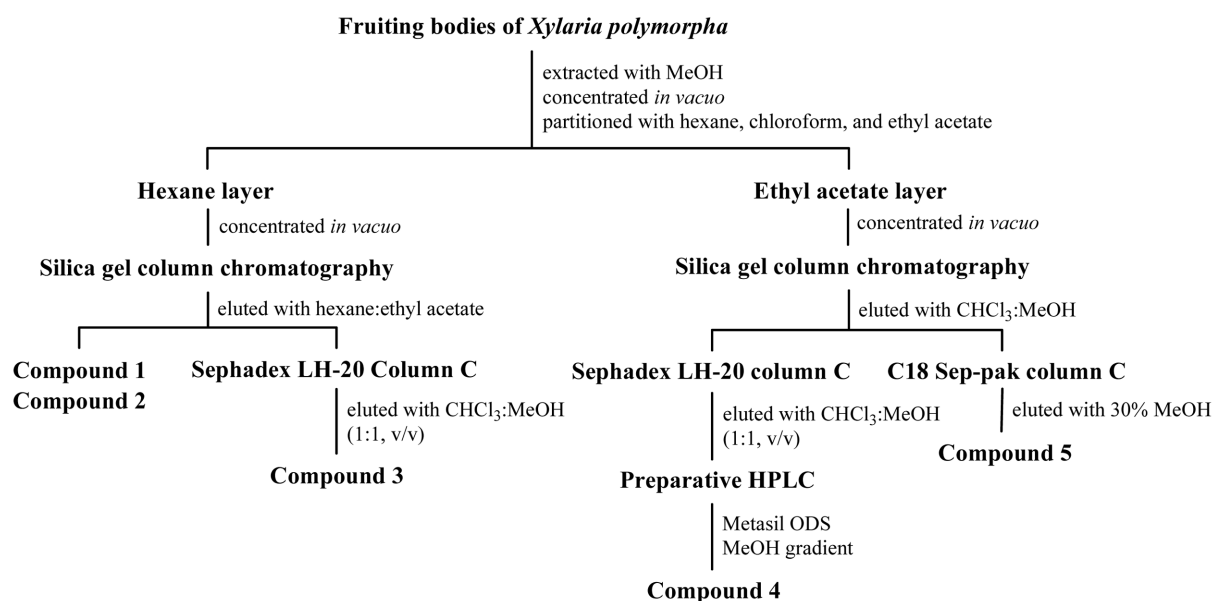 Fruiting bodies of Xylaria polymorpha
extracted with MeOH
concentrated in vacuo
partitioned with hexane, chloroform, and ethyl acetate
Hexane layer
concentrated in vacuo
Silica gel column chromatography
eluted with hexane:ethyl acetate
Compound 1
Compound 2
Sephadex LH-20 Column C
eluted with CHCl3:MeOH
(1:1, v/v)
Compound 3
Ethyl acetate layer
concentrated in vacuo
Silica gel column chromatography
eluted with CHCl3:MeOH
Sephadex LH-20 column C
eluted with CHCl3:MeOH
(1:1, v/v)
Preparative HPLC
Metasil ODS
MeOH gradient
Compound 4
C18 Sep-pak column C
eluted with 30% MeOH
Compound 5